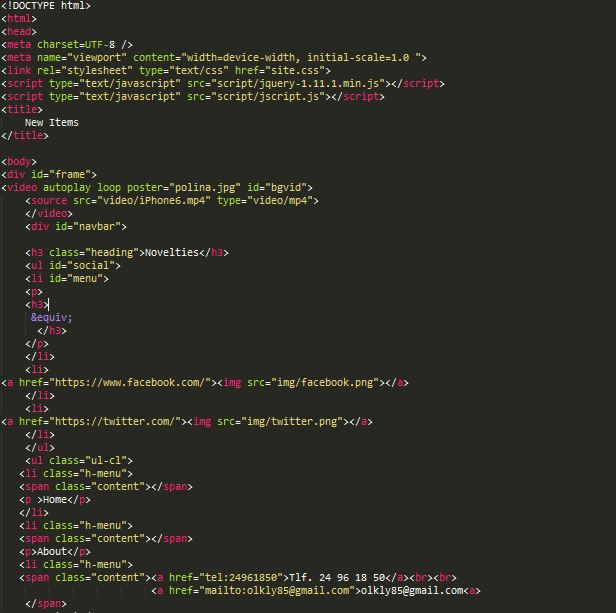 <!DOCTYPE html>
<html>
<head>
<meta charset=UTF-8 />
<meta name="viewport" content="width=device-width, initial-scale=1.0 ">
<link rel="stylesheet" type="text/css" href="site.css">
<script type="text/javascript" src="script/jquery-1.11.1.min.js"></script>
<script type="text/javascript" src="script/jscript.js"></script>
<title>
New Items
</title>
<body>
<div id="frame">
<video autoplay loop poster="polina.jpg" id="bgvid">
<source src="video/iPhone6.mp4" type="video/mp4">
</video>
<div id="navbar">
<h3 class="heading">Novelties</h3>
<ul id="social">
<li id="menu">
<p>
<h3>
&equiv;
</h3>
</p>
</li>
<li>
<a href="https://www.facebook.com/"><img src="img/facebook.png"></a>
</li>
<li>
<a href="https://twitter.com/"><img src="img/twitter.png"></a>
</li>
</ul>
<ul class="ul-cl">
<li class="h-menu">
<span class="content"></span>
<p >Home</p>
</li>
<li class="h-menu">
<span class="content"></span>
<p>About</p>
<li class="h-menu">
<span class="content"><a href="tel:24961850">Tlf. 24 96 18 50</a><br><br>
<a href="mailto:olkly85@gmail.com">olkly85@gmail.com<a>
</span>